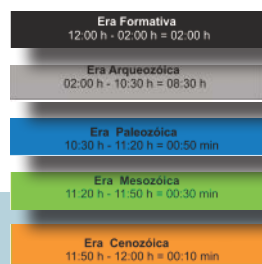 Era Formativa
12:00 h - 02:00 h = 02:00 h
Era Arqueozóica
02:00 h - 10:30 h = 08:30 h
Era Paleozóica
10:30 h - 11:20 h = 00:50 min
Era Mesozóica
11:20 h - 11:50 h = 00:30 min
Era Cenozóica
11:50 h - 12:00 h = 00:10 min